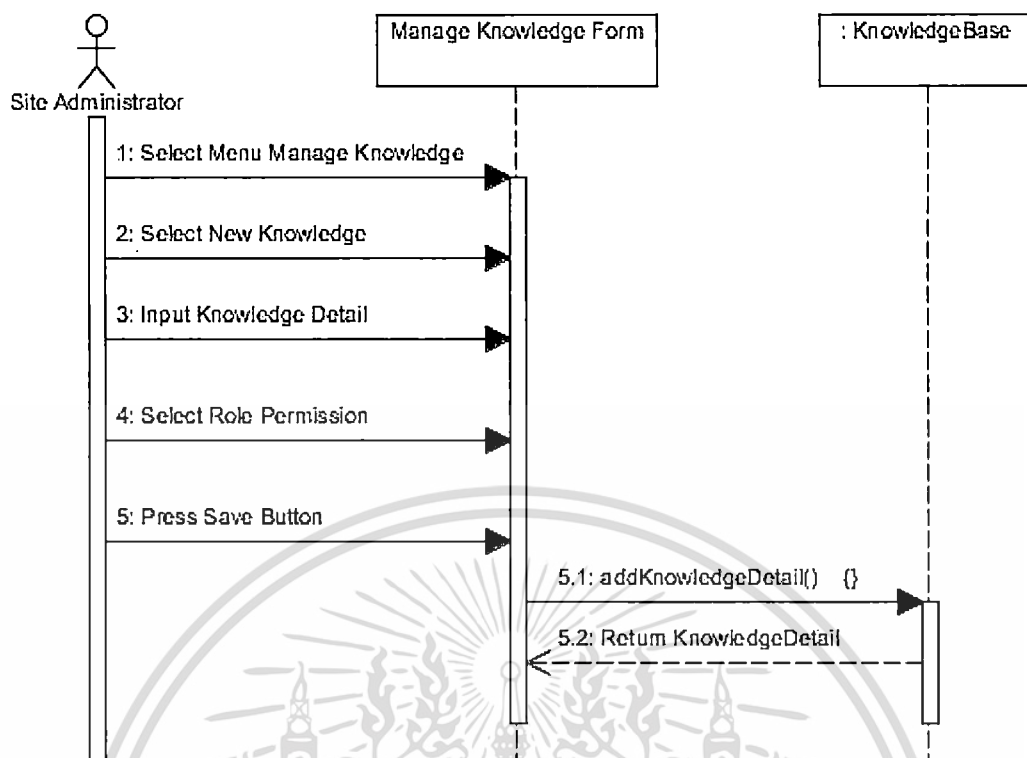 Manage Knowledge Form
: KnowledgeBase
Site Administrator
1: Select Menu Manage Knowledge
2: Select New Knowledge
3: Input Knowledge Detail
4: Select Role Permission
5: Press Save Button
5.1: addKnowledgeDetail() {}
5.2: Return KnowledgeDetail